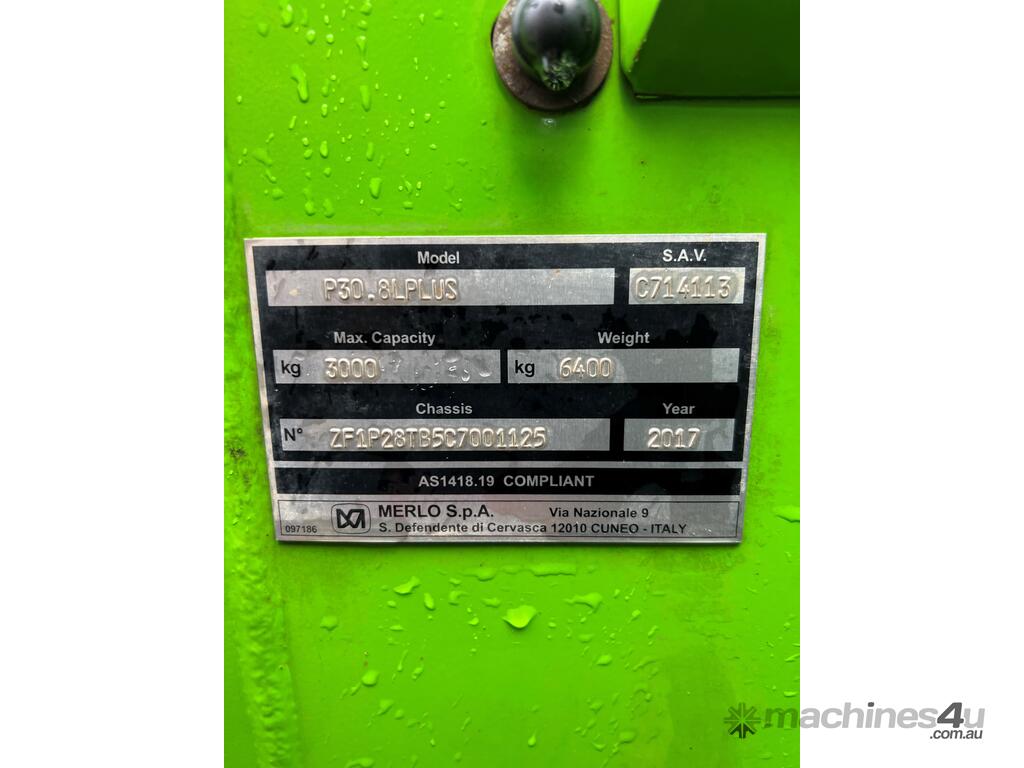 Model S.A.V.
P30.8LPLUS C714113
Max. Capacity Weight
kg 3000 kg 6400
Chassis Year
N° ZF1P28TB5C7001125 2017
AS1418.19 COMPLIANT
MERLO S.p.A. Via Nazionale 9
097186 S. Defendente di Cervasca 12010 CUNEO - ITALY
machines4u
.com.au